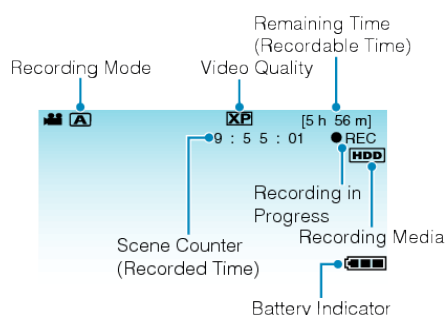 Remaining Time
(Recordable Time)
Recording Mode
Video Quality
A
XP
[5 h 56 m]
9 : 5 5 : 01
REC
HDD
Recording in
Progress
Recording Media
Scene Counter
(Recorded Time)
Battery Indicator